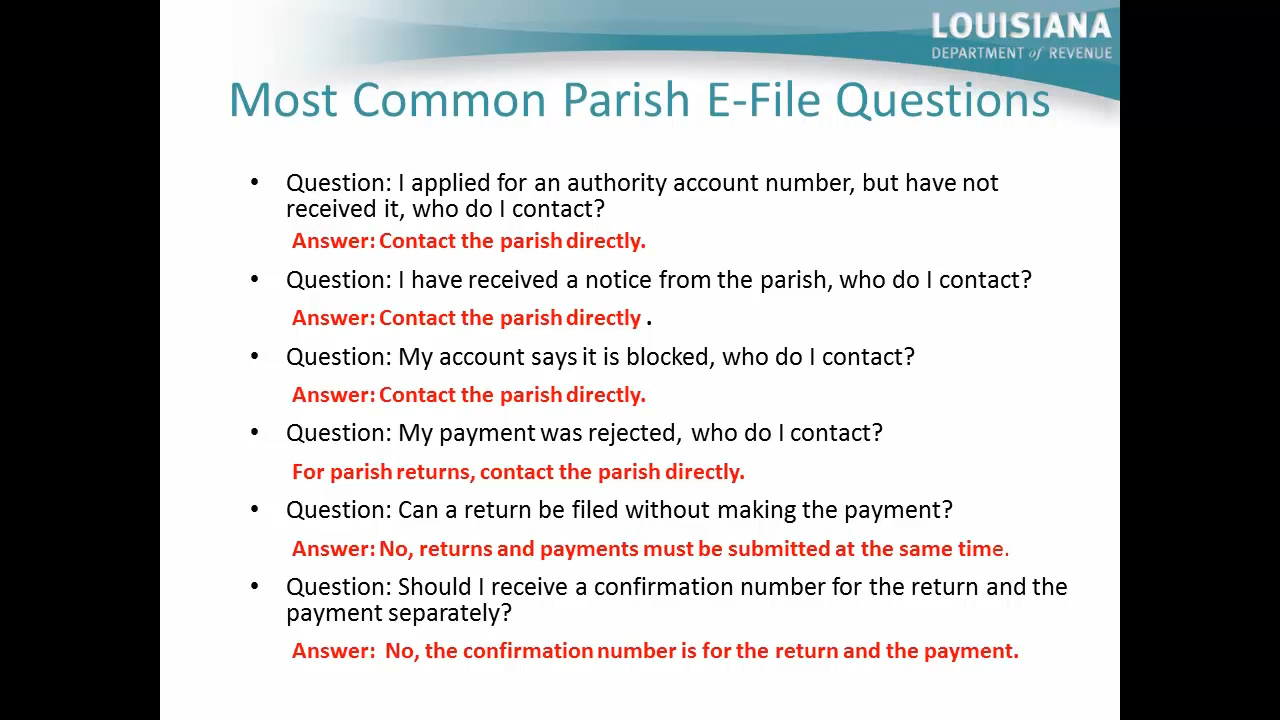 LOUISIANA
DEPARTMENT of REVENUE
Most Common Parish E-File Questions
• Question: I applied for an authority account number, but have not
received it, who do I contact?
Answer: Contact the parish directly.
• Question: I have received a notice from the parish, who do I contact?
Answer: Contact the parish directly .
• Question: My account says it is blocked, who do I contact?
Answer: Contact the parish directly.
• Question: My payment was rejected, who do I contact?
For parish returns, contact the parish directly.
• Question: Can a return be filed without making the payment?
Answer: No, returns and payments must be submitted at the same time.
• Question: Should I receive a confirmation number for the return and the
payment separately?
Answer: No, the confirmation number is for the return and the payment.